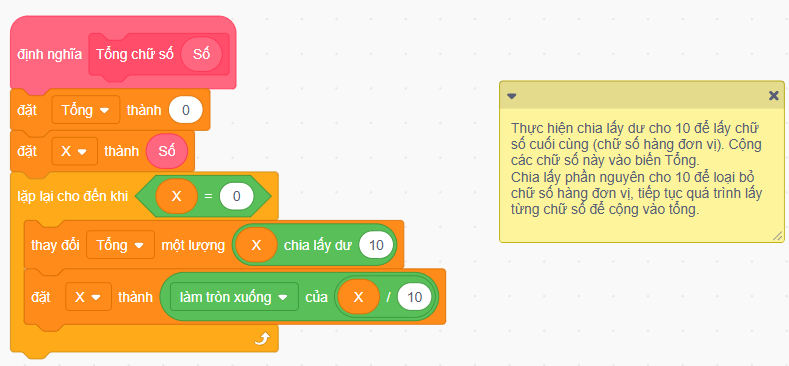 định nghĩa Tổng chữ số Số
đặt Tổng thành 0
đặt X thành Số
lặp lại cho đến khi X = 0
thay đổi Tổng một lượng X chia lấy dư 10
đặt X thành làm tròn xuống của X / 10
Thực hiện chia lấy dư cho 10 để lấy chữ
số cuối cùng (chữ số hàng đơn vị). Cộng
các chữ số này vào biến Tổng.
Chia lấy phần nguyên cho 10 để loại bỏ
chữ số hàng đơn vị, tiếp tục quá trình lấy
từng chữ số để cộng vào tổng.